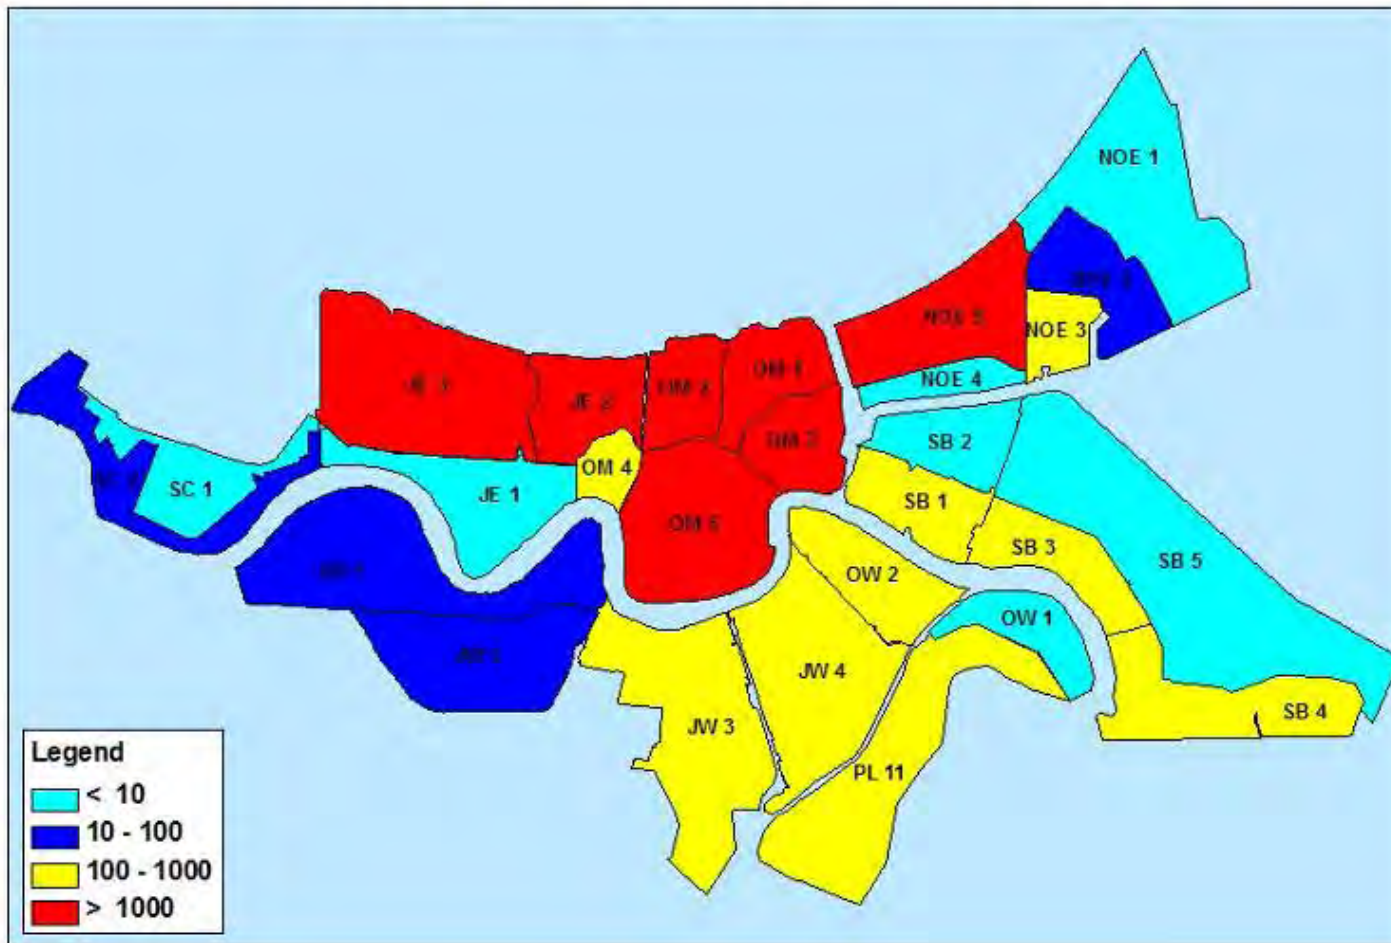 NOE 1
NOE 5
NOE 3
NOE 4
OM 1
JE 3
JE 2
OM 2
SB 2
OM 4
SC 1
JE 1
SB 1
OM 5
SB 3
SB 5
OW 2
OW 1
JW 4
JW 3
SB 4
PL 11
Legend
< 10
10 - 100
100 - 1000
> 1000